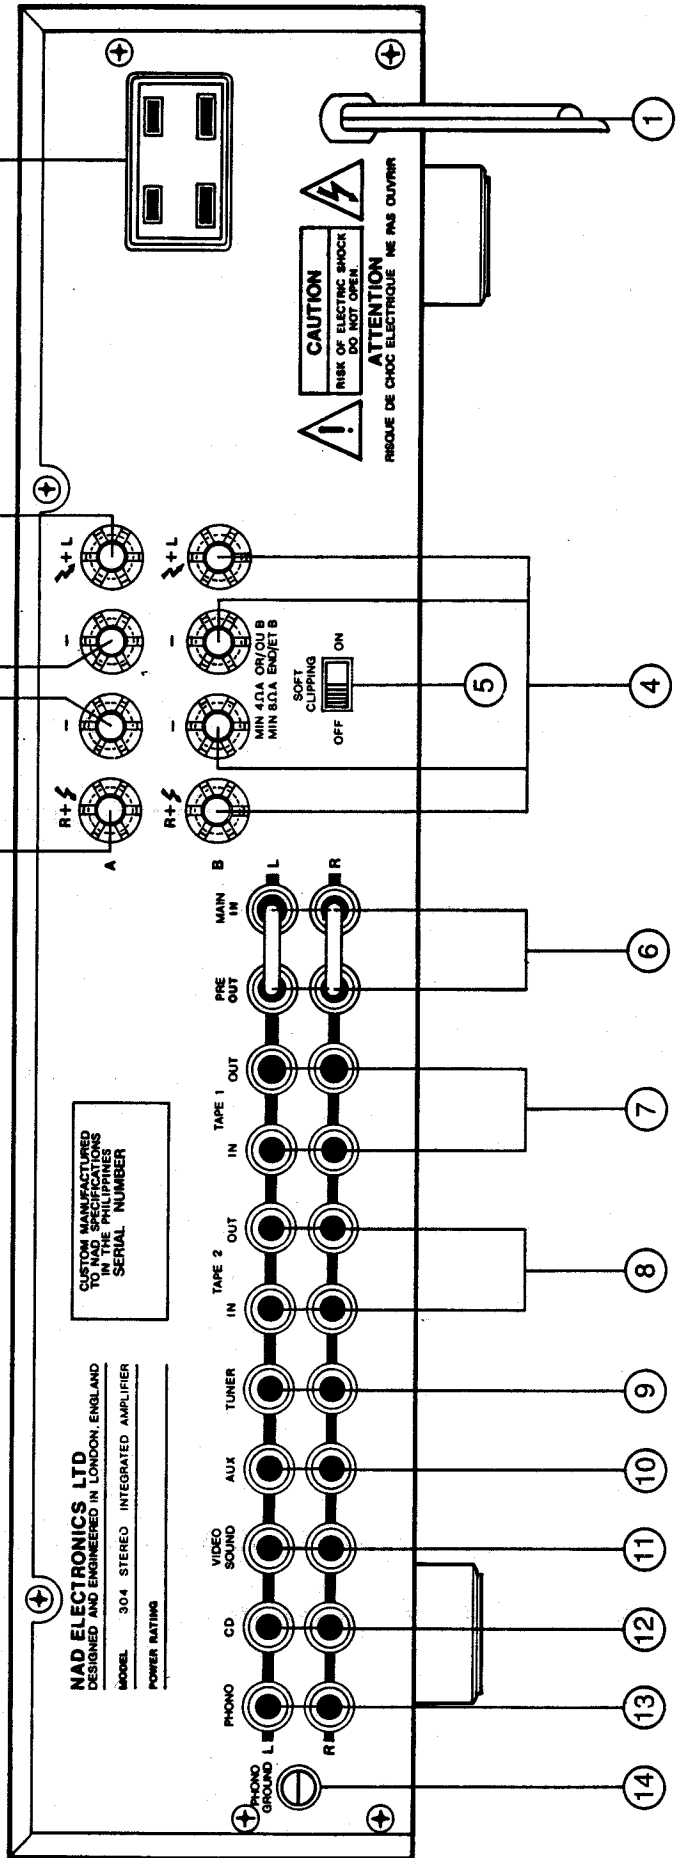 NAD ELECTRONICS LTD
DESIGNED AND ENGINEERED IN LONDON, ENGLAND
MODEL 304 STEREO INTEGRATED AMPLIFIER
POWER RATING
CUSTOM MANUFACTURED
TO NAD SPECIFICATIONS
IN THE PHILIPPINES
SERIAL NUMBER
PHONO
GROUND
L
R
PHONO
CD
VIDEO
SOUND
AUX
TUNER
TAPE 2
IN
OUT
TAPE 1
IN
OUT
PRE
OUT
MAIN
IN
L
R
A
R+
-
-
+ L
B
R+
-
-
+ L
MIN 4ΩA OR/OU B
MIN 8ΩA END/ET B
SOFT
CLIPPING
OFF
ON
CAUTION
RISK OF ELECTRIC SHOCK
DO NOT OPEN.
!
ATTENTION
RISQUE DE CHOC ELECTRIQUE NE PAS OUVRIR
14
13
12
11
10
9
8
7
6
5
4
1